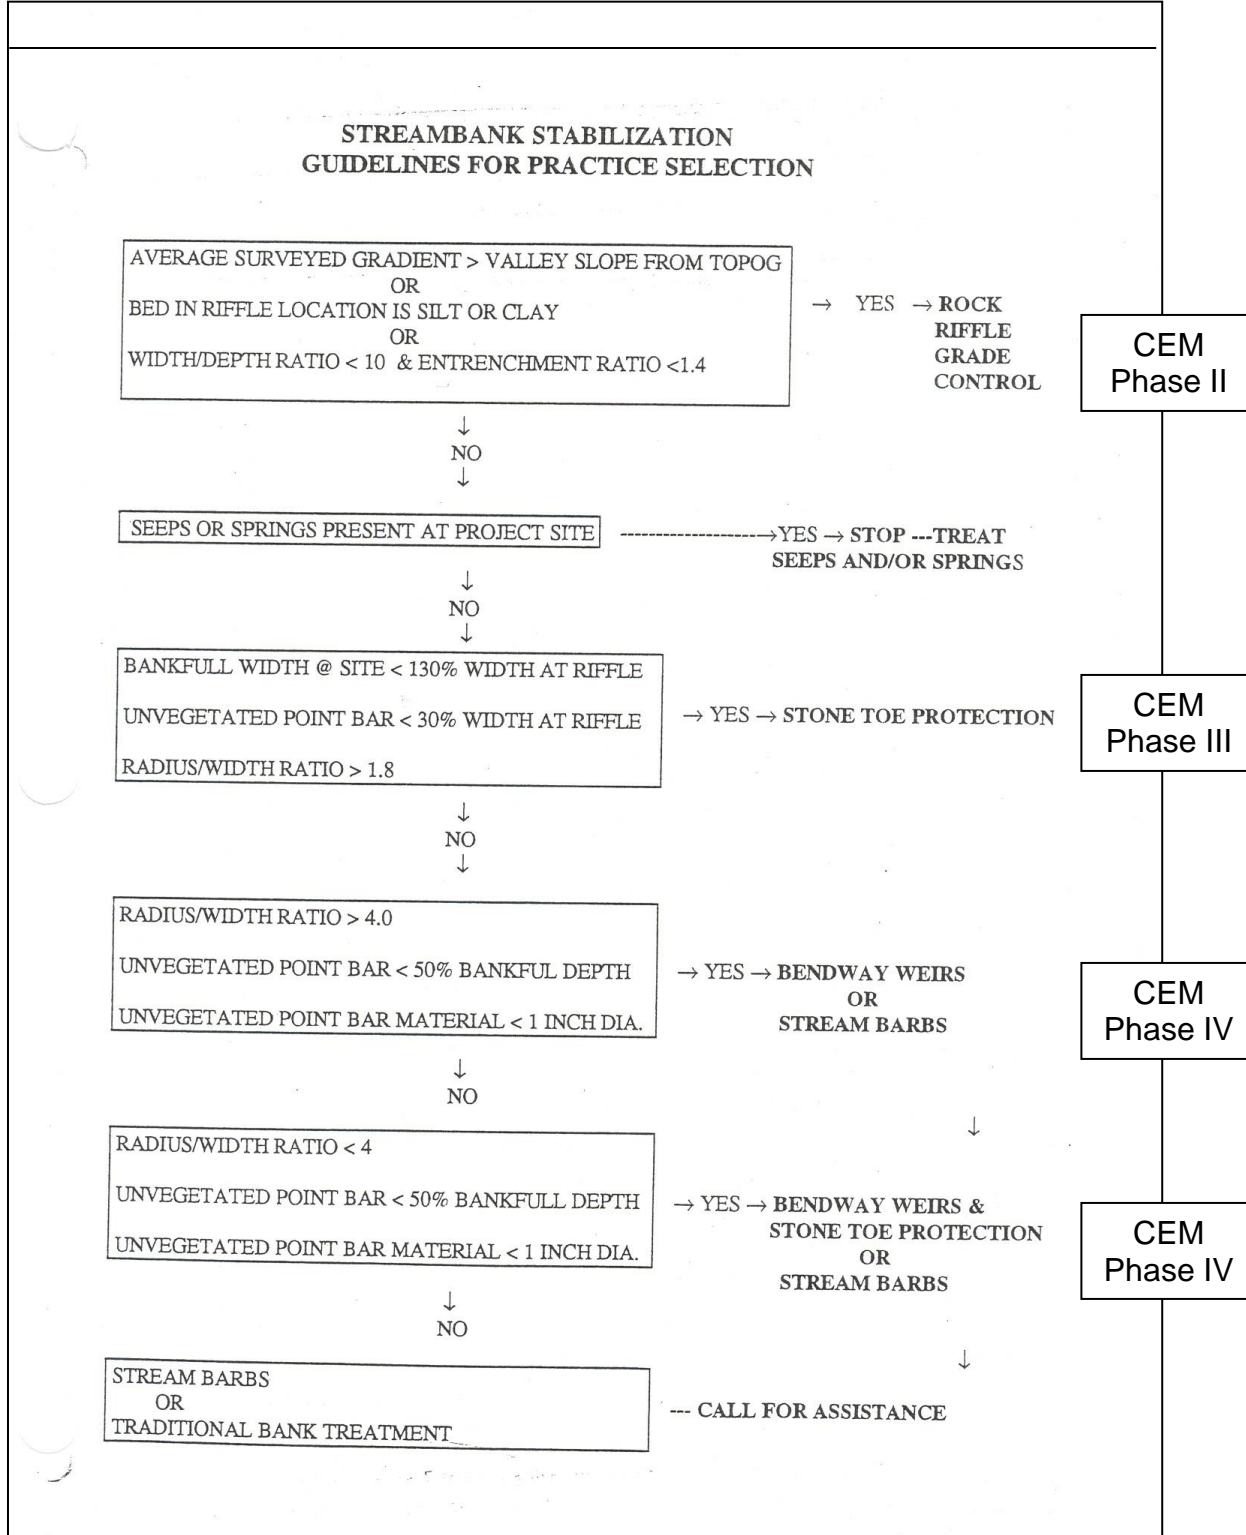 STREAMBANK STABILIZATION
GUIDELINES FOR PRACTICE SELECTION
AVERAGE SURVEYED GRADIENT > VALLEY SLOPE FROM TOPOG
OR
BED IN RIFFLE LOCATION IS SILT OR CLAY
OR
WIDTH/DEPTH RATIO < 10 & ENTRENCHMENT RATIO <1.4
→ YES → ROCK
RIFFLE
GRADE
CONTROL
CEM
Phase II
↓
NO
↓
SEEPS OR SPRINGS PRESENT AT PROJECT SITE
---------------------→YES → STOP ---TREAT
SEEPS AND/OR SPRINGS
↓
NO
↓
BANKFULL WIDTH @ SITE < 130% WIDTH AT RIFFLE
UNVEGETATED POINT BAR < 30% WIDTH AT RIFFLE
RADIUS/WIDTH RATIO > 1.8
→ YES → STONE TOE PROTECTION
CEM
Phase III
↓
NO
↓
RADIUS/WIDTH RATIO > 4.0
UNVEGETATED POINT BAR < 50% BANKFUL DEPTH
UNVEGETATED POINT BAR MATERIAL < 1 INCH DIA.
→ YES → BENDWAY WEIRS
OR
STREAM BARBS
CEM
Phase IV
↓
NO
↓
RADIUS/WIDTH RATIO < 4
UNVEGETATED POINT BAR < 50% BANKFULL DEPTH
UNVEGETATED POINT BAR MATERIAL < 1 INCH DIA.
→ YES → BENDWAY WEIRS &
STONE TOE PROTECTION
OR
STREAM BARBS
CEM
Phase IV
↓
NO
↓
STREAM BARBS
OR
TRADITIONAL BANK TREATMENT
--- CALL FOR ASSISTANCE